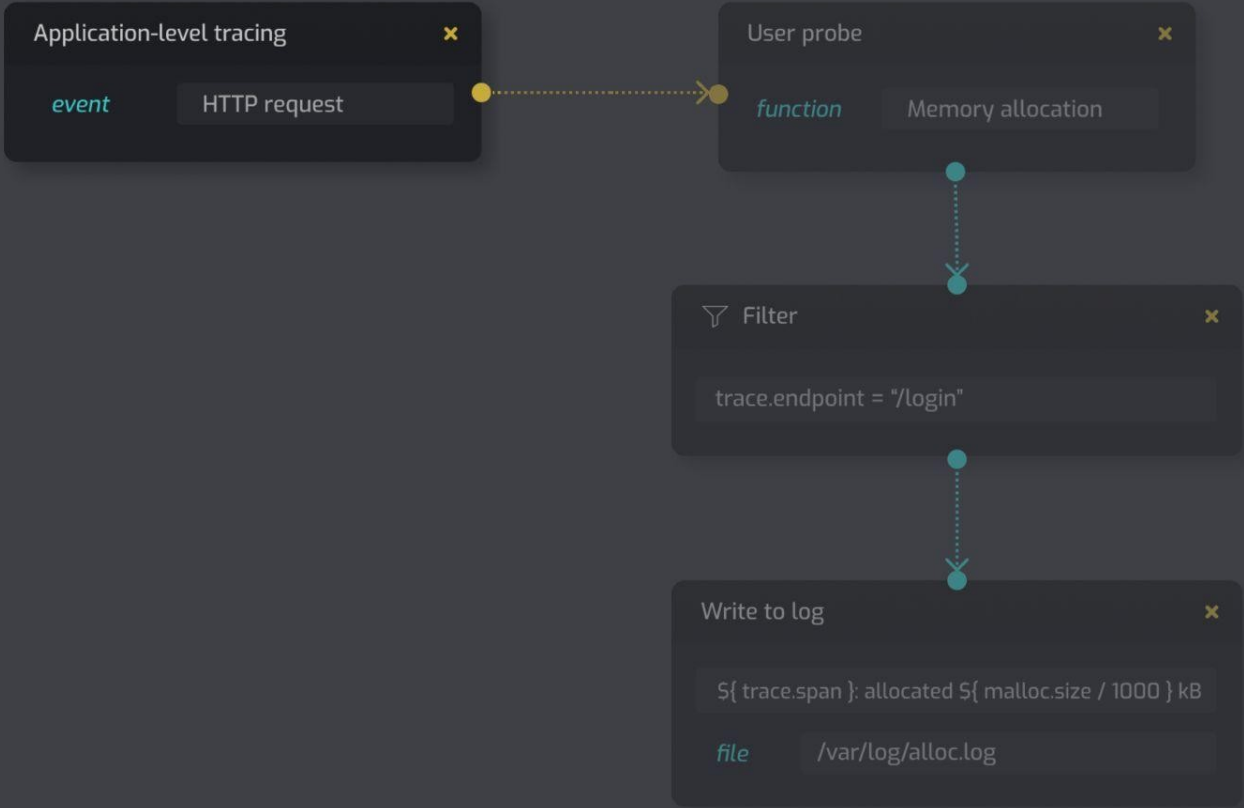 Application-level tracing
event HTTP request
User probe
function Memory allocation
Filter
trace.endpoint = "/login"
Write to log
${ trace.span }: allocated ${ malloc.size / 1000 } kB
file /var/log/alloc.log